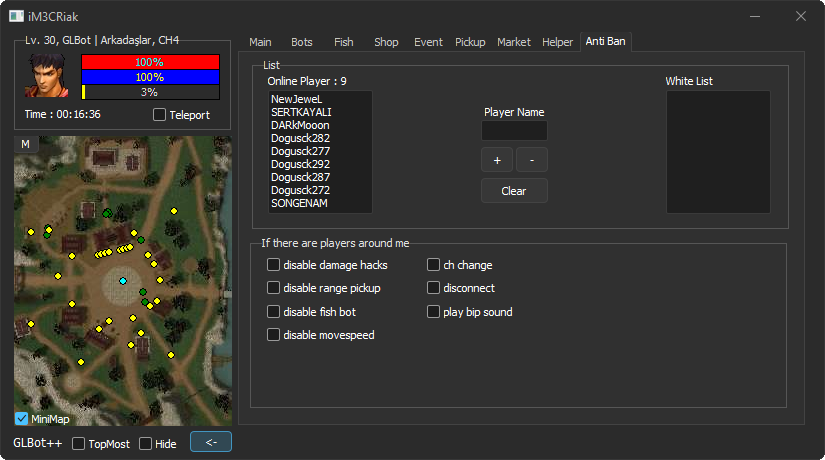 iM3CRiak
Lv. 30, GLBot | Arkadaşlar, CH4
100%
100%
3%
Time : 00:16:36
Teleport
M
MiniMap
GLBot++
TopMost
Hide
<-
Main Bots Fish Shop Event Pickup Market Helper Anti Ban
List
Online Player : 9
NewJeweL
SERTKAYALI
DARkMooon
Dogusck282
Dogusck277
Dogusck292
Dogusck287
Dogusck272
SONGENAM
Player Name
+ -
Clear
White List
If there are players around me
disable damage hacks
disable range pickup
disable fish bot
disable movespeed
ch change
disconnect
play bip sound